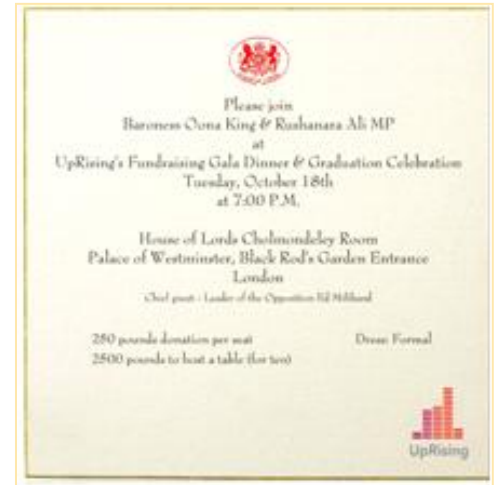 Please join
Baroness Oona King & Rushanara Ali MP
at
UpRising's Fundraising Gala Dinner & Graduation Celebration
Tuesday, October 18th
at 7:00 P.M.
House of Lords Cholmondeley Room
Palace of Westminster, Black Rod's Garden Entrance
London
Chief guest - Leader of the Opposition Ed Miliband
250 pounds donation per seat
Dress: Formal
2500 pounds to host a table (for ten)
UpRising